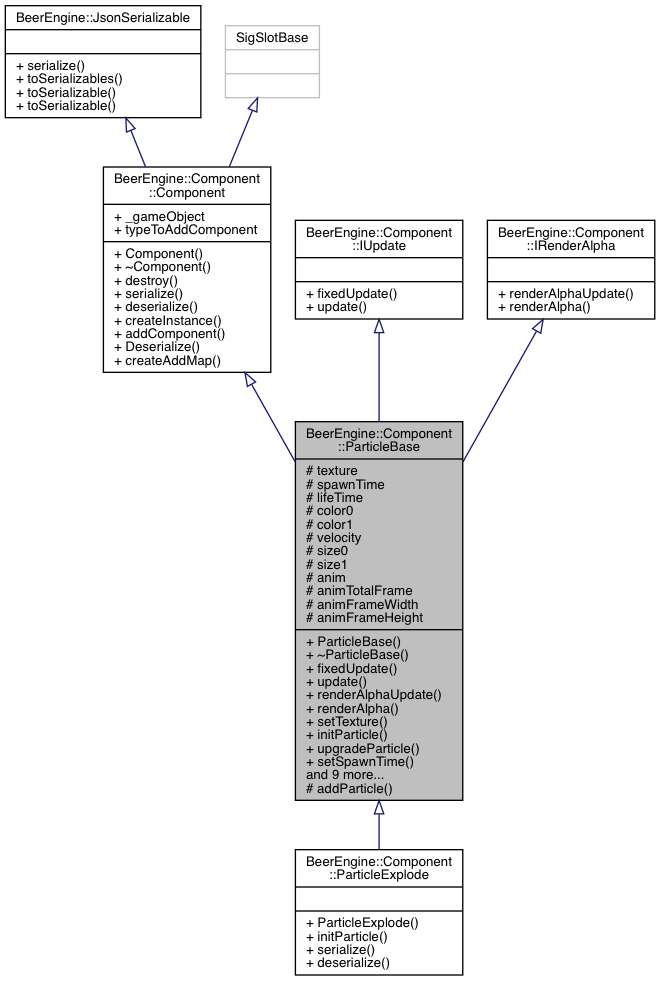 BeerEngine::JsonSerializable
+ serialize()
+ toSerializables()
+ toSerializable()
+ toSerializable()
SigSlotBase
BeerEngine::Component
::Component
+ _gameObject
+ typeToAddComponent
+ Component()
+ ~Component()
+ destroy()
+ serialize()
+ deserialize()
+ createInstance()
+ addComponent()
+ Deserialize()
+ createAddMap()
BeerEngine::Component
::IUpdate
+ fixedUpdate()
+ update()
BeerEngine::Component
::IRenderAlpha
+ renderAlphaUpdate()
+ renderAlpha()
BeerEngine::Component
::ParticleBase
# texture
# spawnTime
# lifeTime
# color0
# color1
# velocity
# size0
# size1
# anim
# animTotalFrame
# animFrameWidth
# animFrameHeight
+ ParticleBase()
+ ~ParticleBase()
+ fixedUpdate()
+ update()
+ renderAlphaUpdate()
+ renderAlpha()
+ setTexture()
+ initParticle()
+ upgradeParticle()
+ setSpawnTime()
and 9 more...
# addParticle()
BeerEngine::Component
::ParticleExplode
+ ParticleExplode()
+ initParticle()
+ serialize()
+ deserialize()